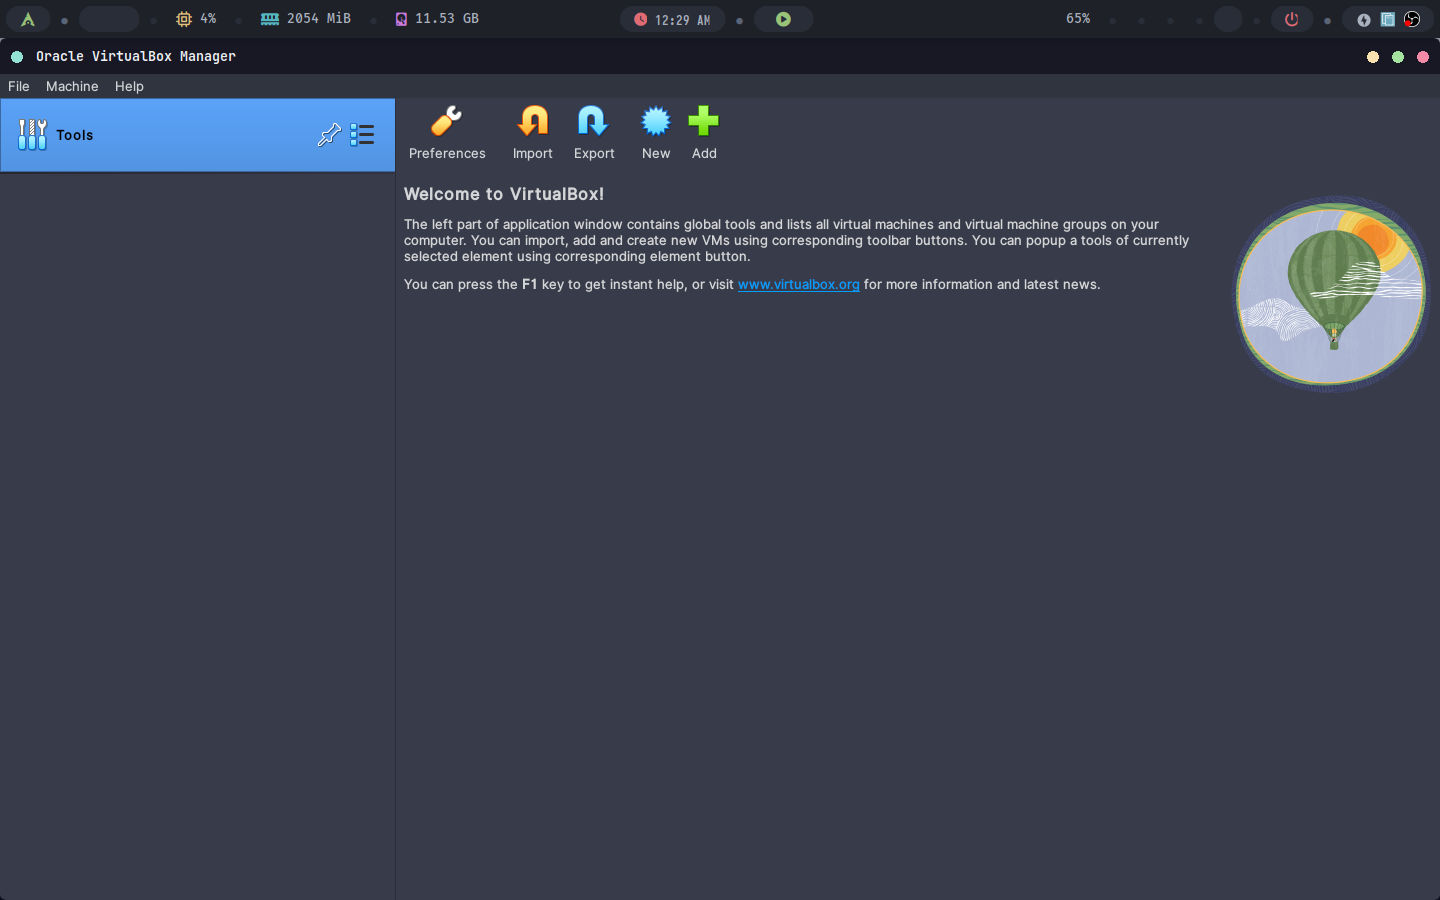 4% 2054 MiB 11.53 GB 12:29 AM 65%
Oracle VirtualBox Manager
File Machine Help
Tools
Preferences Import Export New Add
Welcome to VirtualBox!
The left part of application window contains global tools and lists all virtual machines and virtual machine groups on your
computer. You can import, add and create new VMs using corresponding toolbar buttons. You can popup a tools of currently
selected element using corresponding element button.
You can press the F1 key to get instant help, or visit www.virtualbox.org for more information and latest news.